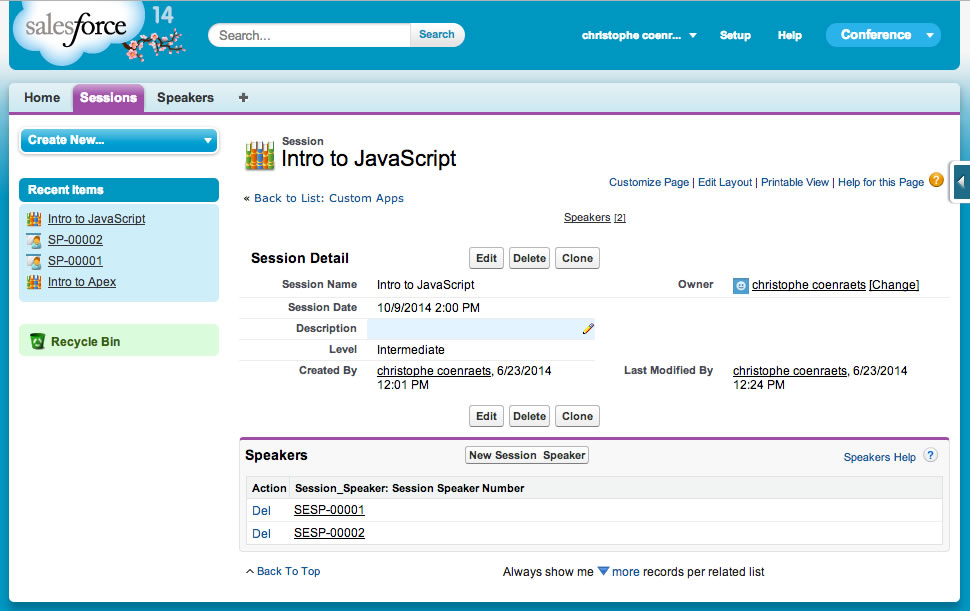 salesforce 14
Search... Search
christophe coenr... Setup Help Conference
Home Sessions Speakers +
Create New...
Recent Items
Intro to JavaScript
SP-00002
SP-00001
Intro to Apex
Recycle Bin
Session
Intro to JavaScript
Customize Page | Edit Layout | Printable View | Help for this Page ?
« Back to List: Custom Apps
Speakers [2]
Session Detail Edit Delete Clone
Session Name Intro to JavaScript Owner christophe coenraets [Change]
Session Date 10/9/2014 2:00 PM
Description
Level Intermediate
Created By christophe coenraets, 6/23/2014 Last Modified By christophe coenraets, 6/23/2014
12:01 PM 12:24 PM
Edit Delete Clone
Speakers New Session Speaker Speakers Help ?
Action Session_Speaker: Session Speaker Number
Del SESP-00001
Del SESP-00002
Back To Top Always show me more records per related list